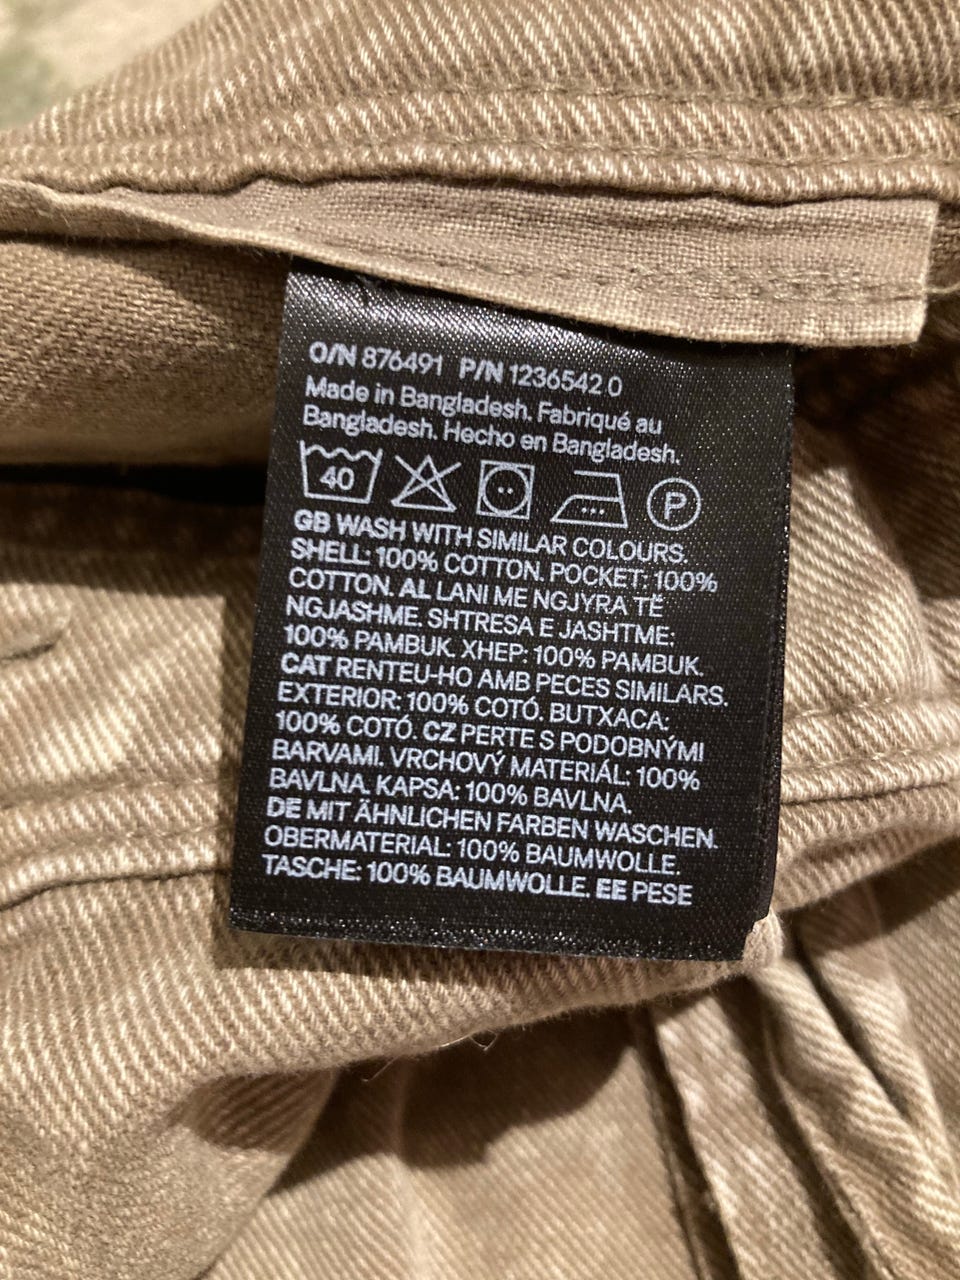 O/N 876491 P/N 1236542 0
Made in Bangladesh. Fabriqué au
Bangladesh. Hecho en Bangladesh.
40 P
GB WASH WITH SIMILAR COLOURS.
SHELL: 100% COTTON. POCKET: 100%
COTTON. AL LANI ME NGJYRA TË
NGJASHME. SHTRESA E JASHTME:
100% PAMBUK. XHEP: 100% PAMBUK.
CAT RENTEU-HO AMB PECES SIMILARS.
EXTERIOR: 100% COTÓ. BUTXACA:
100% COTÓ. CZ PERTE S PODOBNÝMI
BARVAMI. VRCHOVÝ MATERIÁL: 100%
BAVLNA. KAPSA: 100% BAVLNA.
DE MIT ÄHNLICHEN FARBEN WASCHEN.
OBERMATERIAL: 100% BAUMWOLLE.
TASCHE: 100% BAUMWOLLE. EE PESE